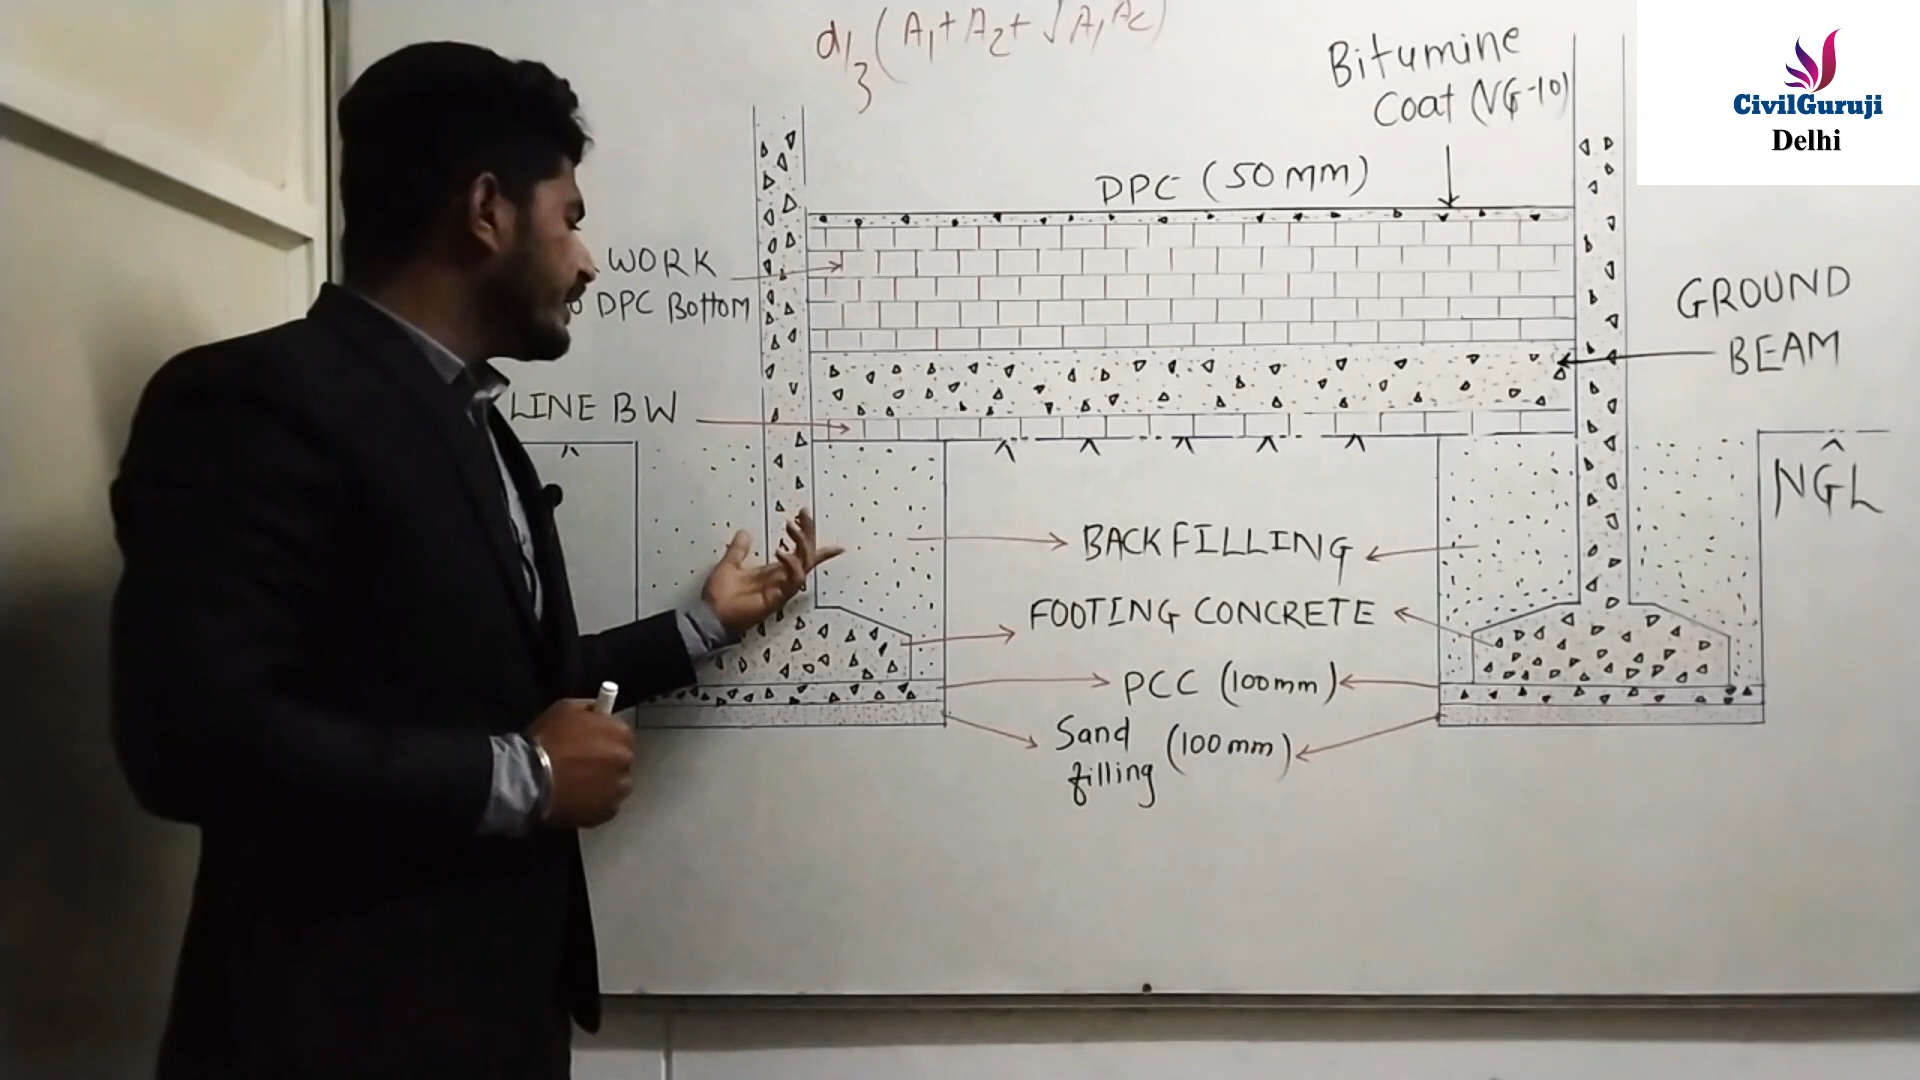 d/3 (A1+A2+√A1A2)
Bitumine
Coat (VG-10)
CivilGuruji
Delhi
DPC (50mm)
WORK
DPC Bottom
GROUND
BEAM
LINE BW
NGL
BACKFILLING
FOOTING CONCRETE
PCC (100mm)
Sand
filling (100mm)